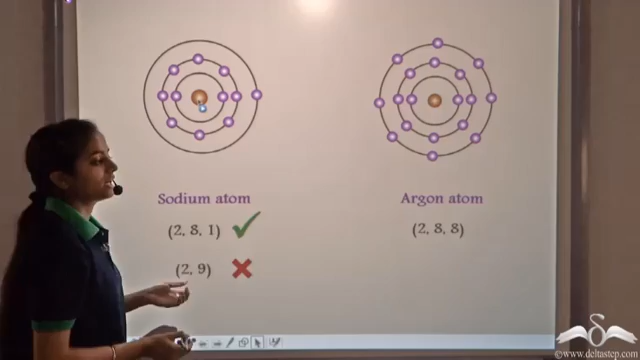 Sodium atom
(2, 8, 1)
(2, 9)
Argon atom
(2, 8, 8)
©www.deltastep.com